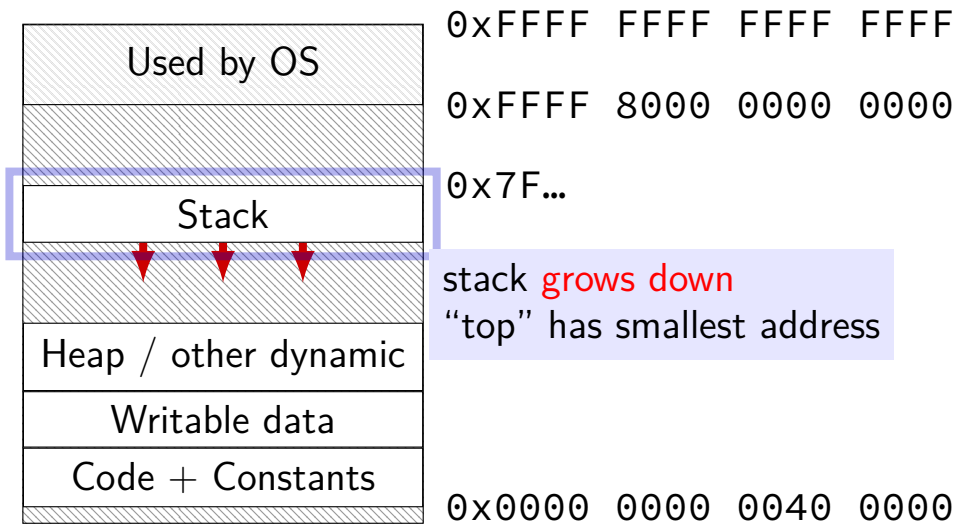 0xFFFF FFFF FFFF FFFF
Used by OS
0xFFFF 8000 0000 0000
0x7F…
Stack
stack grows down
“top” has smallest address
Heap / other dynamic
Writable data
Code + Constants
0x0000 0000 0040 0000